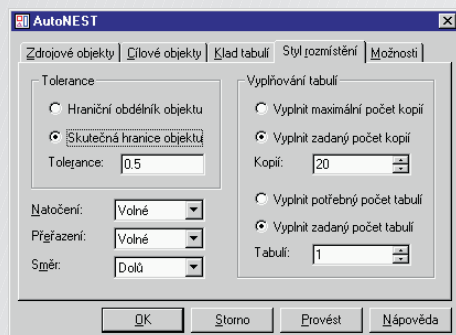 AutoNEST
Zdrojové objekty
Cílové objekty
Klad tabulí
Styl rozmístění
Možnosti
Tolerance
Hraniční obdélník objektu
Skutečná hranice objektu
Tolerance:
0.5
Natočení:
Volné
Přeřazení:
Volné
Směr:
Dolů
Vyplňování tabulí
Vyplnit maximální počet kopií
Vyplnit zadaný počet kopií
Kopií:
20
Vyplnit potřebný počet tabulí
Vyplnit zadaný počet tabulí
Tabulí:
1
OK
Storno
Provést
Nápověda